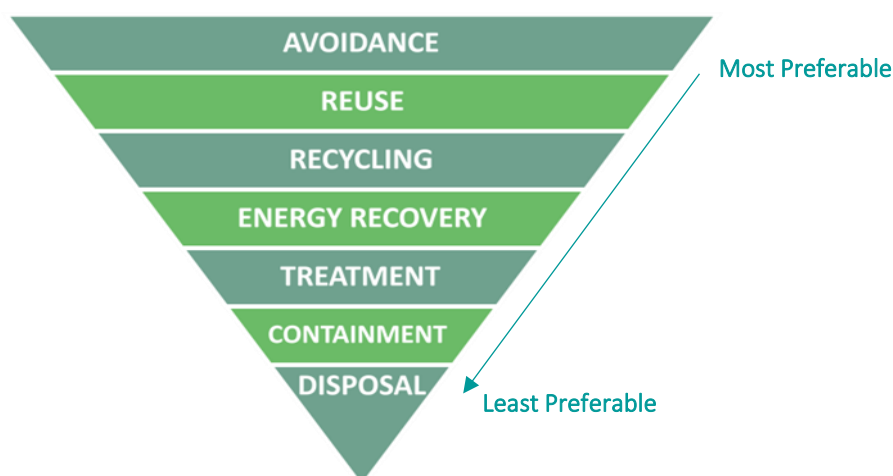 AVOIDANCE
Most Preferable
REUSE
RECYCLING
ENERGY RECOVERY
TREATMENT
CONTAINMENT
DISPOSAL
Least Preferable